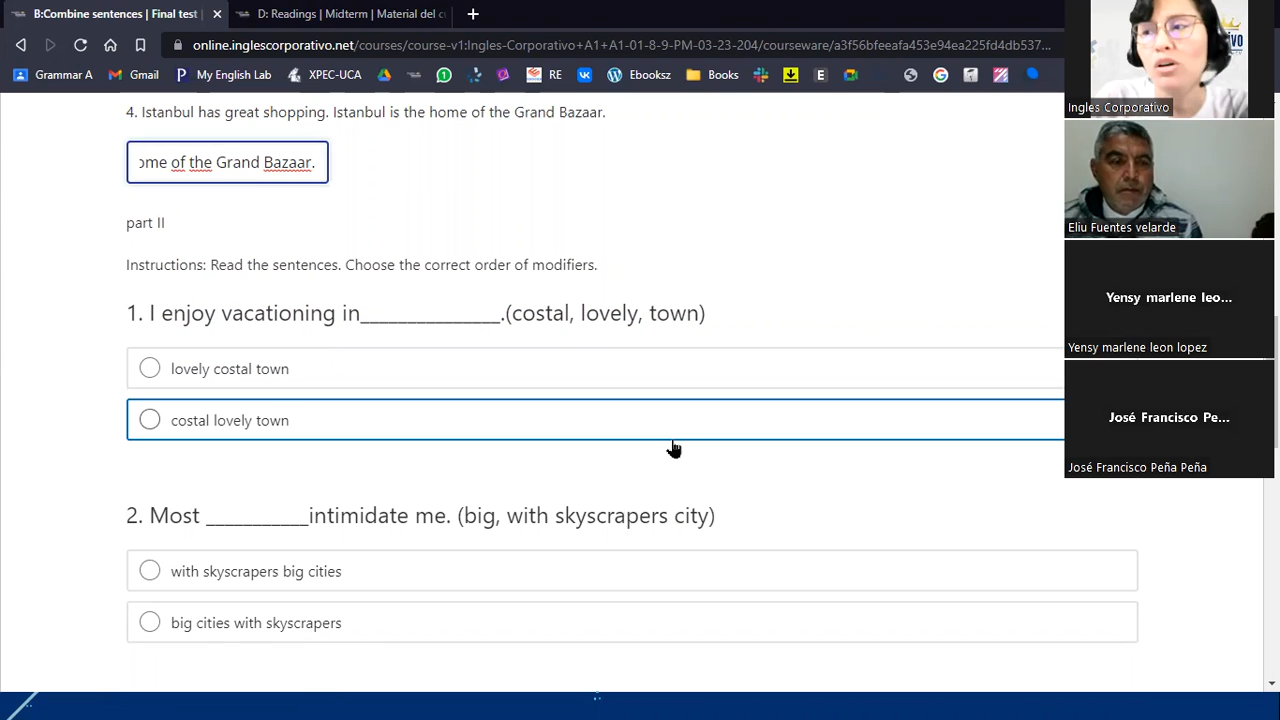 B:Combine sentences | Final test |
D: Readings | Midterm | Material del cu
online.inglescorporativo.net/courses/course-v1:Ingles-Corporativo+A1+A1-01-8-9-PM-03-23-204/courseware/a3f56bfeefa453e94ea225fd4db537...
Grammar A
Gmail
My English Lab
XPEC-UCA
RE
Ebooksz
Books
4. Istanbul has great shopping. Istanbul is the home of the Grand Bazaar.
ome of the Grand Bazaar.
part II
Instructions: Read the sentences. Choose the correct order of modifiers.
1. I enjoy vacationing in_______________.(costal, lovely, town)
lovely costal town
costal lovely town
2. Most ___________intimidate me. (big, with skyscrapers city)
with skyscrapers big cities
big cities with skyscrapers
Ingles Corporativo
Eliu Fuentes velarde
Yensy marlene leo...
Yensy marlene leon lopez
José Francisco Pe...
José Francisco Peña Peña